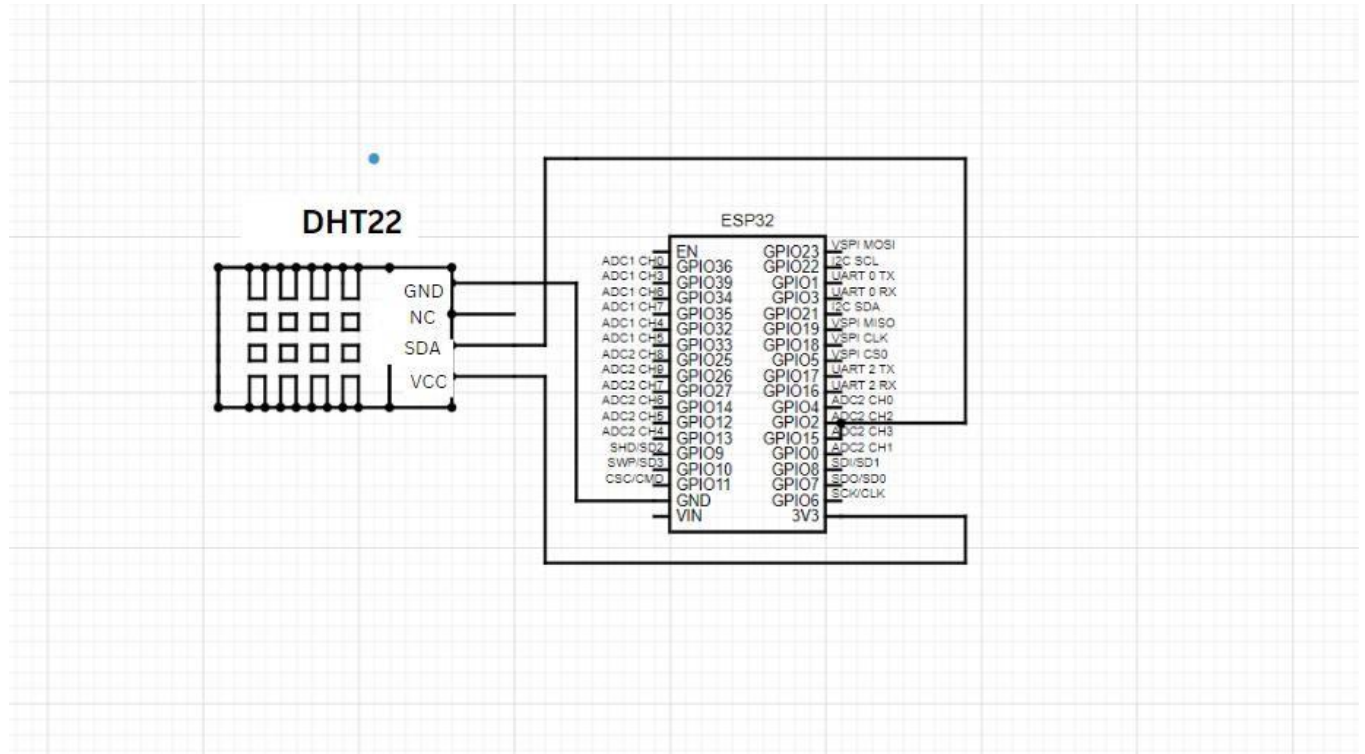 DHT22
GND
NC
SDA
VCC
ESP32
EN GPIO23 VSPI MOSI
ADC1 CH0 GPIO36 GPIO22 I2C SCL
ADC1 CH3 GPIO39 GPIO1 UART 0 TX
ADC1 CH6 GPIO34 GPIO3 UART 0 RX
ADC1 CH7 GPIO35 GPIO21 I2C SDA
ADC1 CH4 GPIO32 GPIO19 VSPI MISO
ADC1 CH5 GPIO33 GPIO18 VSPI CLK
ADC2 CH8 GPIO25 GPIO5 VSPI CS0
ADC2 CH9 GPIO26 GPIO17 UART 2 TX
ADC2 CH7 GPIO27 GPIO16 UART 2 RX
ADC2 CH6 GPIO14 GPIO4 ADC2 CH0
ADC2 CH5 GPIO12 GPIO2 ADC2 CH2
ADC2 CH4 GPIO13 GPIO15 ADC2 CH3
SHD/SD2 GPIO9 GPIO0 ADC2 CH1
SWP/SD3 GPIO10 GPIO8 SDI/SD1
CSC/CMD GPIO11 GPIO7 SDO/SD0
GND GPIO6 SCK/CLK
VIN 3V3